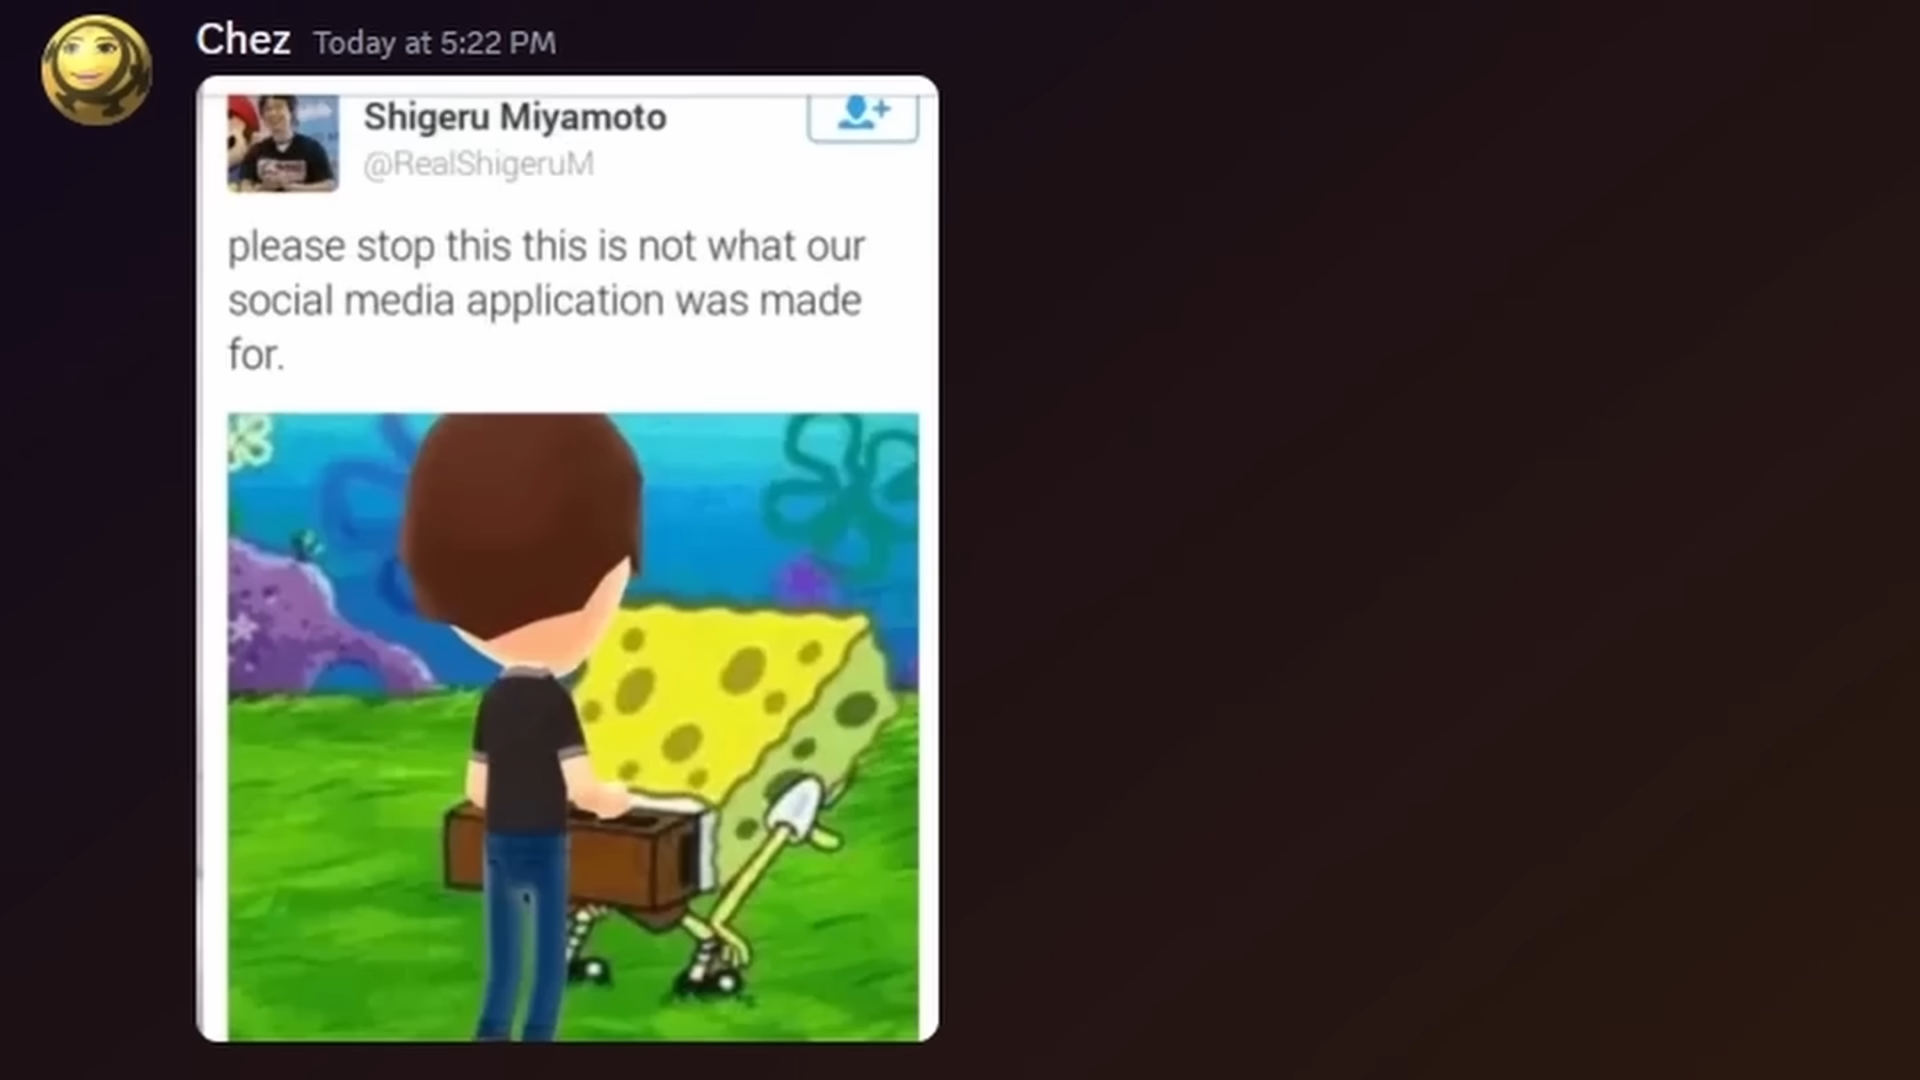 Chez Today at 5:22 PM
Shigeru Miyamoto
@RealShigeruM
please stop this this is not what our
social media application was made
for.